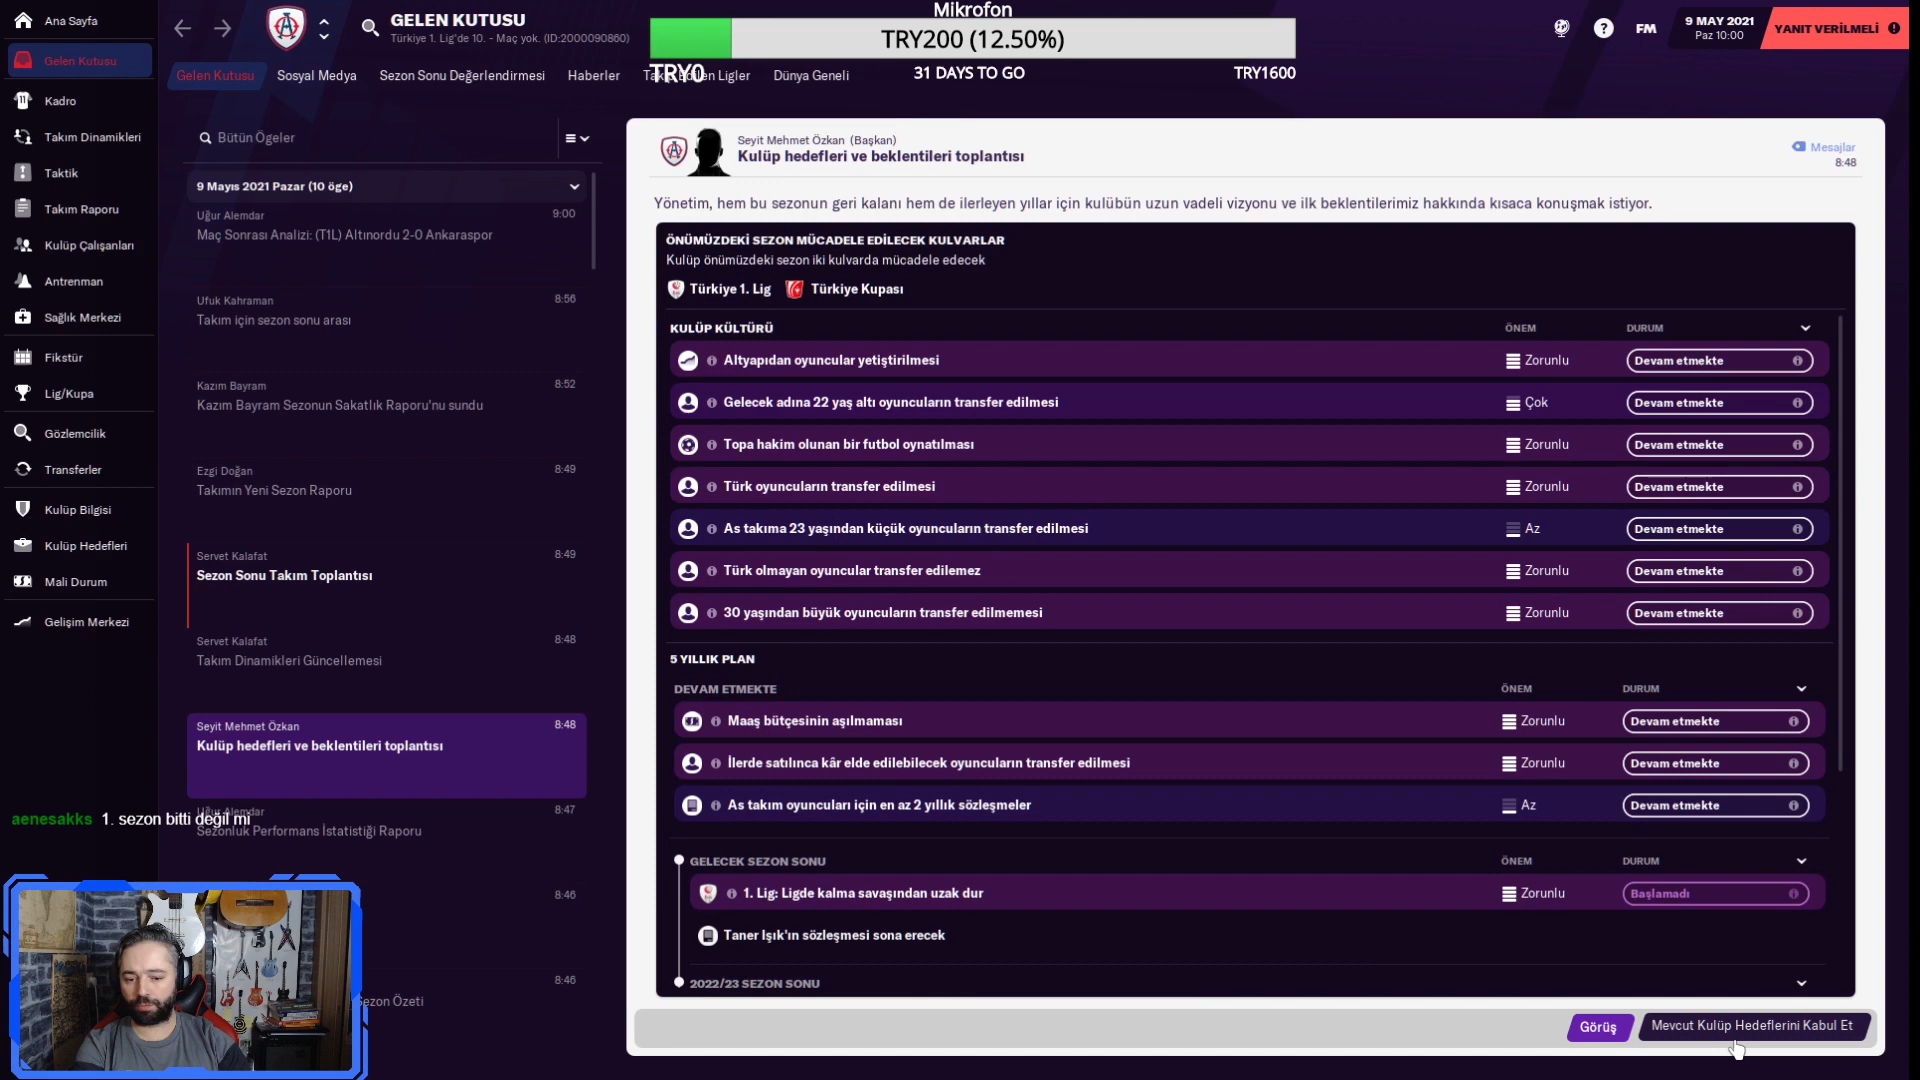 Mikrofon
TRY200 (12.50%)
TRY0
31 DAYS TO GO
TRY1600
GELEN KUTUSU
Türkiye 1. Lig'de 10. - Maç yok. (ID:2000090860)
FM
9 MAY 2021
Paz 10:00
YANIT VERİLMELİ
Gelen Kutusu
Sosyal Medya
Sezon Sonu Değerlendirmesi
Haberler
Takip Edilen Ligler
Dünya Geneli
Ana Sayfa
Gelen Kutusu
Kadro
Takım Dinamikleri
Taktik
Takım Raporu
Kulüp Çalışanları
Antrenman
Sağlık Merkezi
Fikstür
Lig/Kupa
Gözlemcilik
Transferler
Kulüp Bilgisi
Kulüp Hedefleri
Mali Durum
Gelişim Merkezi
Bütün Ögeler
9 Mayıs 2021 Pazar (10 öge)
Uğur Alemdar 9:00
Maç Sonrası Analizi: (T1L) Altınordu 2-0 Ankaraspor
Ufuk Kahraman 8:56
Takım için sezon sonu arası
Kazım Bayram 8:52
Kazım Bayram Sezonun Sakatlık Raporu'nu sundu
Ezgi Doğan 8:49
Takımın Yeni Sezon Raporu
Servet Kalafat 8:49
Sezon Sonu Takım Toplantısı
Servet Kalafat 8:48
Takım Dinamikleri Güncellemesi
Seyit Mehmet Özkan 8:48
Kulüp hedefleri ve beklentileri toplantısı
Uğur Alemdar 8:47
aenesakks 1. sezon bitti değil mi
Sezonluk Performans İstatistiği Raporu
8:46
8:46
Sezon Özeti
Seyit Mehmet Özkan (Başkan)
Kulüp hedefleri ve beklentileri toplantısı
Mesajlar
8:48
Yönetim, hem bu sezonun geri kalanı hem de ilerleyen yıllar için kulübün uzun vadeli vizyonu ve ilk beklentilerimiz hakkında kısaca konuşmak istiyor.
ÖNÜMÜZDEKİ SEZON MÜCADELE EDİLECEK KULVARLAR
Kulüp önümüzdeki sezon iki kulvarda mücadele edecek
Türkiye 1. Lig Türkiye Kupası
KULÜP KÜLTÜRÜ ÖNEM DURUM
Altyapıdan oyuncular yetiştirilmesi Zorunlu Devam etmekte
Gelecek adına 22 yaş altı oyuncuların transfer edilmesi Çok Devam etmekte
Topa hakim olunan bir futbol oynatılması Zorunlu Devam etmekte
Türk oyuncuların transfer edilmesi Zorunlu Devam etmekte
As takıma 23 yaşından küçük oyuncuların transfer edilmesi Az Devam etmekte
Türk olmayan oyuncular transfer edilemez Zorunlu Devam etmekte
30 yaşından büyük oyuncuların transfer edilmemesi Zorunlu Devam etmekte
5 YILLIK PLAN
DEVAM ETMEKTE ÖNEM DURUM
Maaş bütçesinin aşılmaması Zorunlu Devam etmekte
İlerde satılınca kâr elde edilebilecek oyuncuların transfer edilmesi Zorunlu Devam etmekte
As takım oyuncuları için en az 2 yıllık sözleşmeler Az Devam etmekte
GELECEK SEZON SONU ÖNEM DURUM
1. Lig: Ligde kalma savaşından uzak dur Zorunlu Başlamadı
Taner Işık'ın sözleşmesi sona erecek
2022/23 SEZON SONU
Görüş
Mevcut Kulüp Hedeflerini Kabul Et